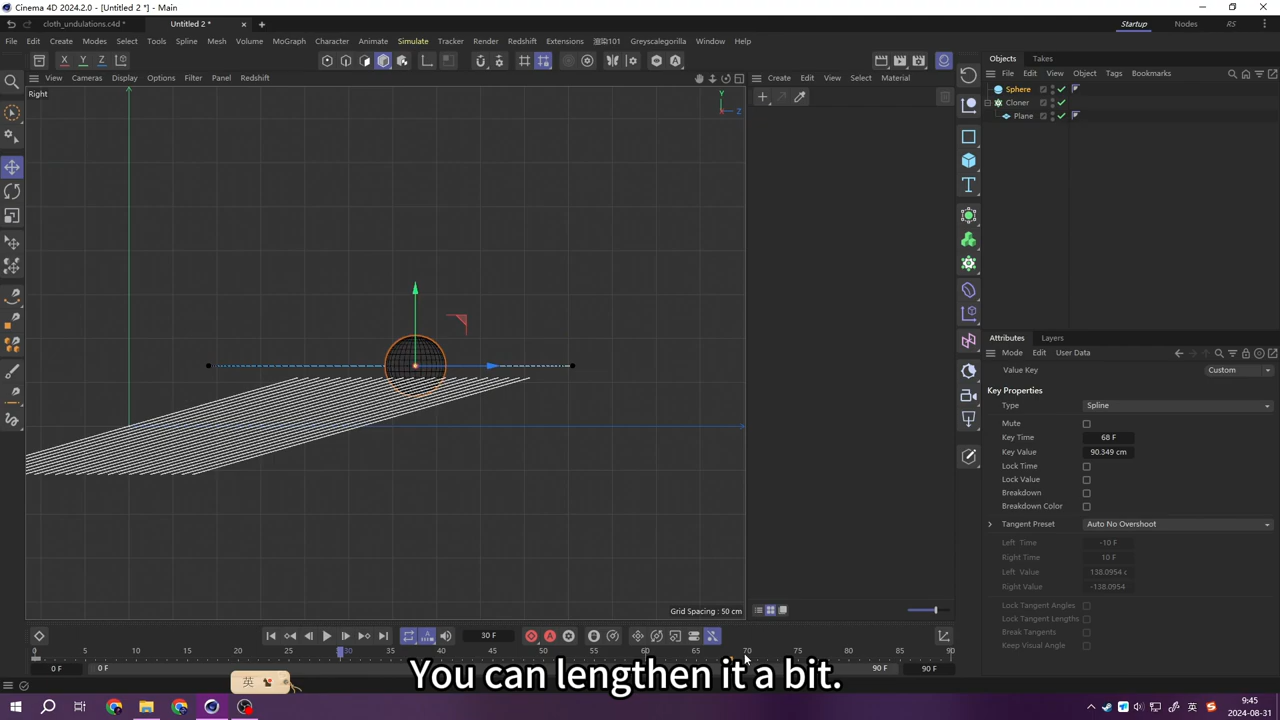 Cinema 4D 2024.2.0 - [Untitled 2 *] - Main
cloth_undulations.c4d *
Untitled 2 *
Startup
Nodes
RS
File Edit Create Modes Select Tools Spline Mesh Volume MoGraph Character Animate Simulate Tracker Render Redshift Extensions 渲染101 Greyscalegorilla Window Help
X Y Z
View Cameras Display Options Filter Panel Redshift
Create Edit View Select Material
Right
Y
Z
Grid Spacing : 50 cm
Objects Takes
File Edit View Object Tags Bookmarks
Sphere
Cloner
Plane
Attributes Layers
Mode Edit User Data
Value Key
Custom
Key Properties
Type Spline
Mute
Key Time 68 F
Key Value 90.349 cm
Lock Time
Lock Value
Breakdown
Breakdown Color
Tangent Preset Auto No Overshoot
Left Time -10 F
Right Time 10 F
Left Value 138.0954 c
Right Value -138.0954
Lock Tangent Angles
Lock Tangent Lengths
Break Tangents
Keep Visual Angle
30 F
0 5 10 15 20 25 30 35 40 45 50 55 60 65 70 75 80 85 90
0 F 0 F 90 F 90 F
You can lengthen it a bit.
英
英
9:45
2024-08-31